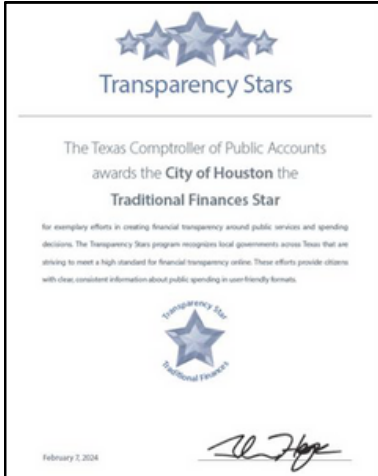 Transparency Stars
The Texas Comptroller of Public Accounts
awards the City of Houston the
Traditional Finances Star
for exemplary efforts in creating financial transparency around public services and spending
decisions. The Transparency Stars program recognizes local governments across Texas that are
striving to meet a high standard for financial transparency online. These efforts provide citizens
with clear, consistent information about public spending in user-friendly formats.
Transparency Star
Traditional Finances
February 7, 2024